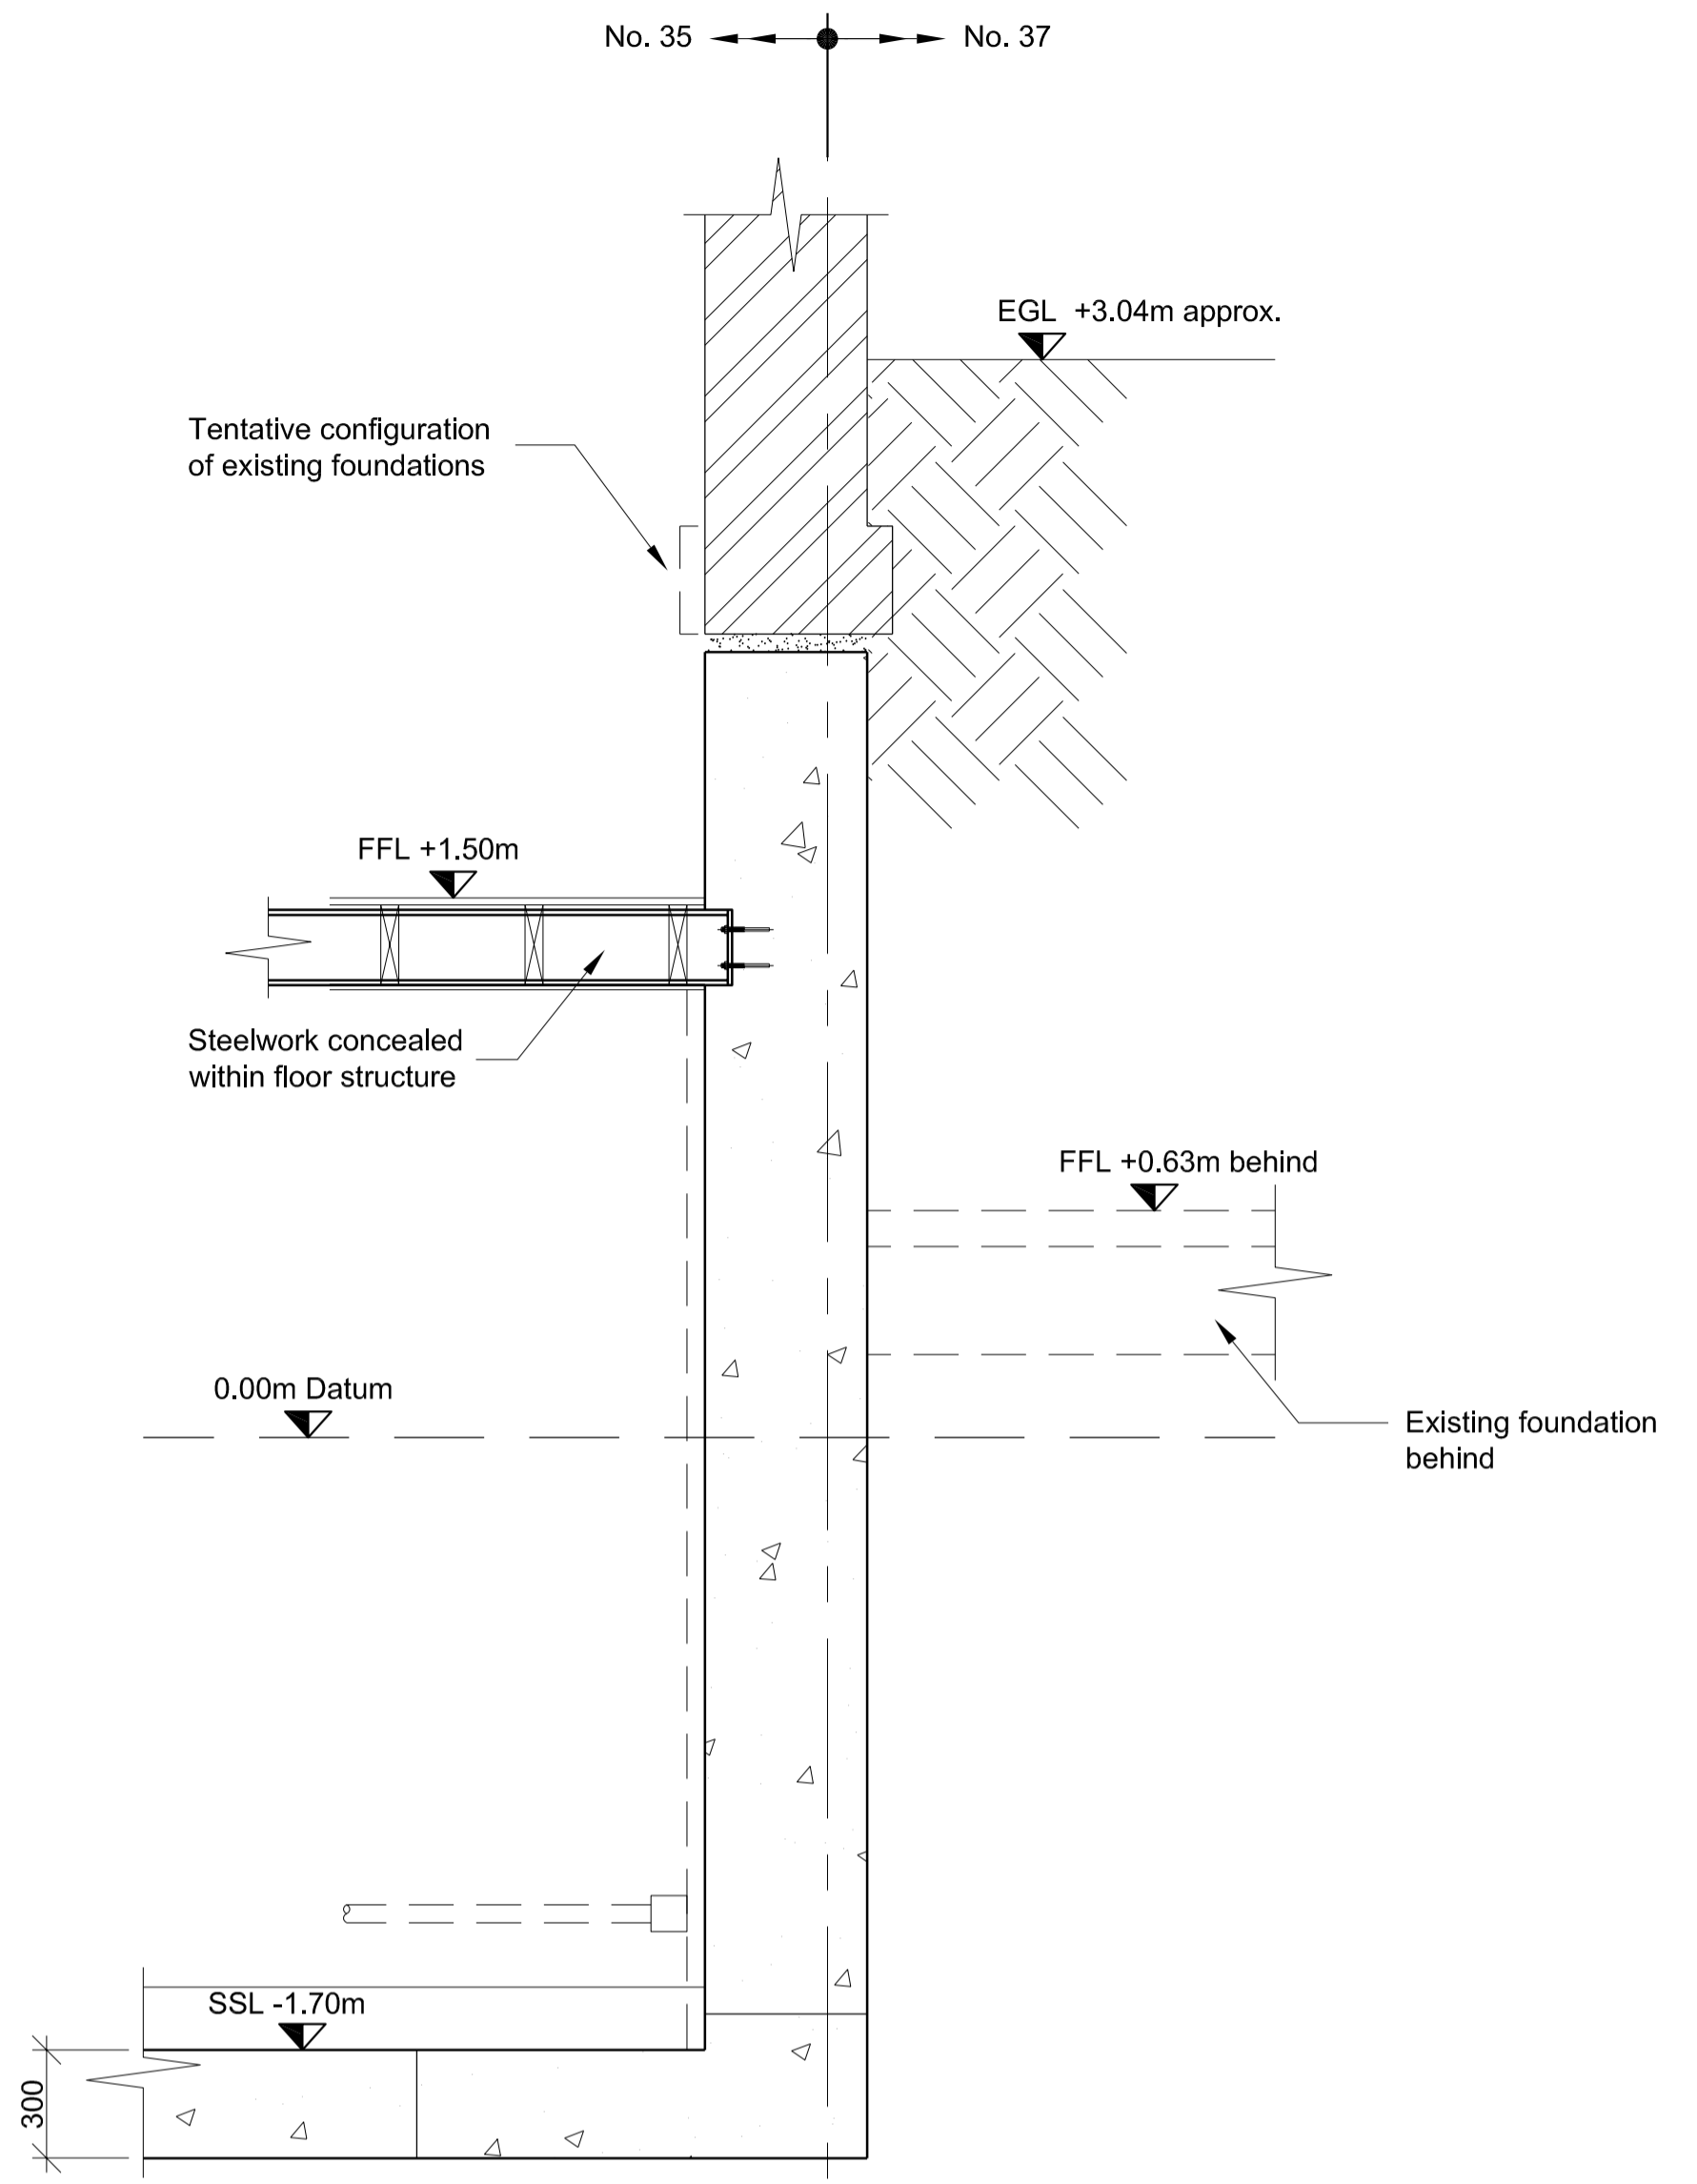 No. 35
No. 37
EGL +3.04m approx.
Tentative configuration
of existing foundations
FFL +1.50m
Steelwork concealed
within floor structure
FFL +0.63m behind
0.00m Datum
Existing foundation
behind
SSL -1.70m
300